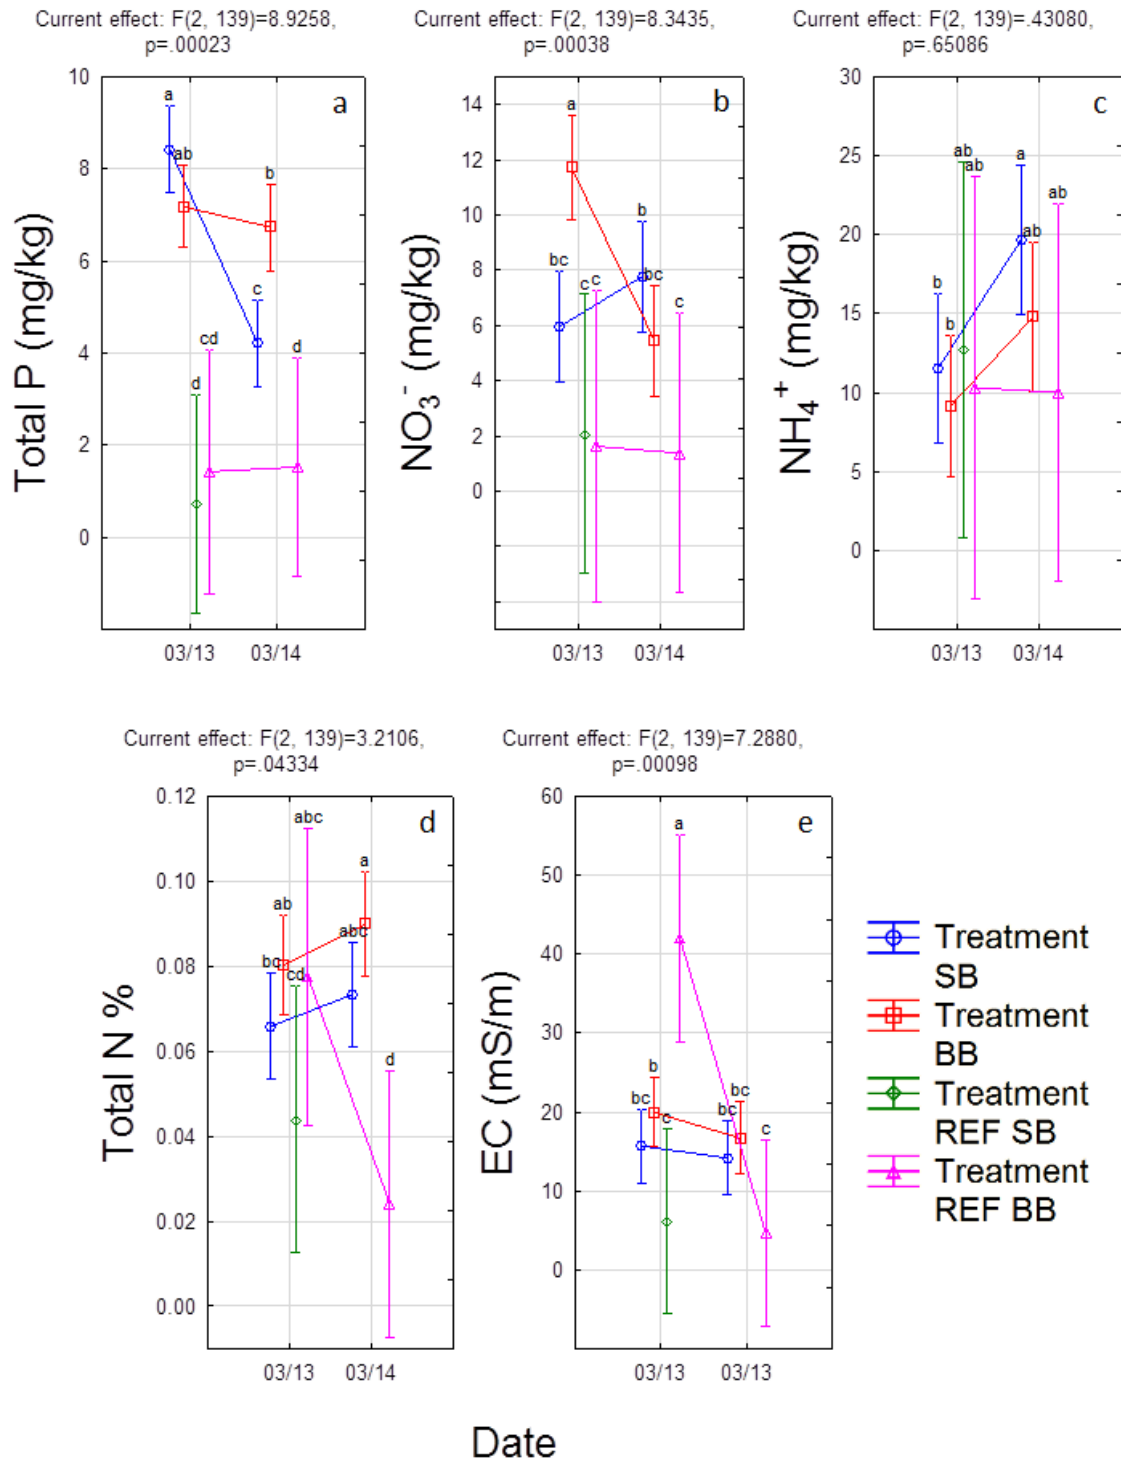 Current effect: F(2, 139)=8.9258,
p=.00023
Current effect: F(2, 139)=8.3435,
p=.00038
Current effect: F(2, 139)=.43080,
p=.65086
Total P (mg/kg)
10
8
6
4
2
0
a
a
ab
b
c
cd
d
d
03/13
03/14
NO₃⁻ (mg/kg)
14
12
10
8
6
4
2
0
b
a
bc
b
bc
c
c
c
03/13
03/14
NH₄⁺ (mg/kg)
30
25
20
15
10
5
0
c
ab
ab
a
ab
ab
b
b
03/13
03/14
Current effect: F(2, 139)=3.2106,
p=.04334
Current effect: F(2, 139)=7.2880,
p=.00098
Total N %
0.12
0.10
0.08
0.06
0.04
0.02
0.00
d
abc
a
ab
abc
bc
cd
d
03/13
03/14
EC (mS/m)
60
50
40
30
20
10
0
e
a
b
bc
c
bc
bc
c
03/13
03/13
Treatment
SB
Treatment
BB
Treatment
REF SB
Treatment
REF BB
Date